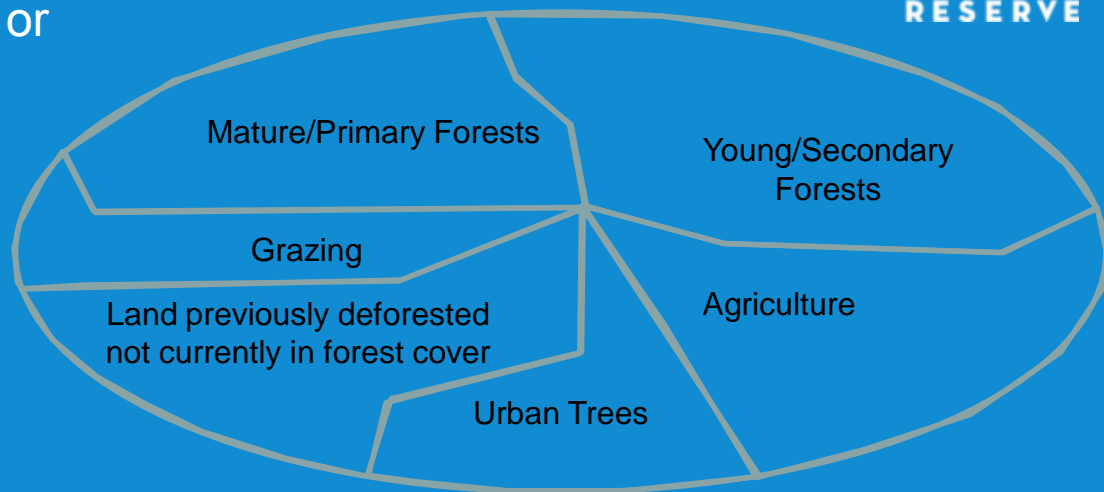 or
RESERVE
Mature/Primary Forests
Young/Secondary
Forests
Grazing
Land previously deforested
not currently in forest cover
Agriculture
Urban Trees